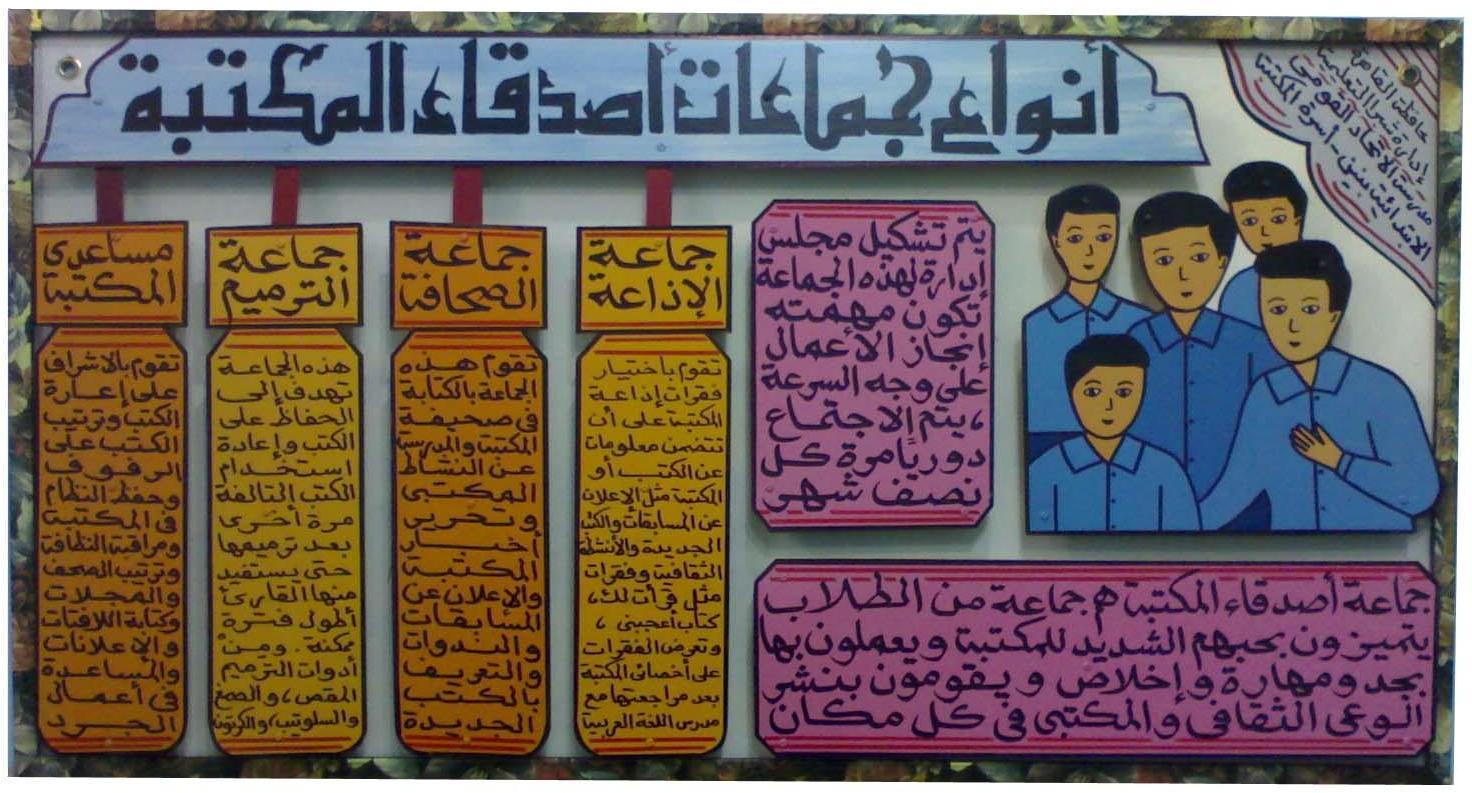 أنواع جماعات أصدقاء المكتبة
محافظة القاهرة
إدارة شبرا التعليمية
مدرسة الاتحاد القومى
الابتدائية بنين - أسرة المكتبة
يتم تشكيل مجلس
إدارة لهذه الجماعة
تكون مهمته
إنجاز الأعمال
على وجه السرعة
، يتم الاجتماع
دورياً مرة كل
نصف شهر
جماعة أصدقاء المكتبة هم جماعة من الطلاب
يتميزون بحبهم الشديد للمكتبة ويعملون بها
بجد ومهارة وإخلاص ويقومون بنشر
الوعى الثقافى والمكتبى فى كل مكان
جماعة
الإذاعة
تقوم باختيار
فقرات إذاعة
المكتبة على أن
تتضمن معلومات
عن الكتب أو
المكتبة مثل الإعلان
عن المسابقات والكتب
الجديدة والأنشطة
الثقافية وفقرات
مثل قرأت لك،
كتاب أعجبنى ،
وتعرض الفقرات
على أخصائى المكتبة
بعد مراجعتها مع
مدرس اللغة العربية
جماعة
الصحافة
تقوم هذه
الجماعة بالكتابة
فى صحيفة
المكتبة والمدرسة
عن النشاط
المكتبى
وتحرير
أخبار
المكتبة
والإعلان عن
المسابقات
والندوات
والتعريف
بالكتب
الجديدة
جماعة
الترميم
هذه الجماعة
تهدف إلى
الحفاظ على
الكتب وإعادة
استخدام
الكتب التالفة
مرة أخرى
بعد ترميمها
حتى يستفيد
منها القارئ
أطول فترة
ممكنة . ومن
أدوات الترميم
المقص ، والصمغ
والسلوتيب ، والكرتون
مساعدى
المكتبة
تقوم بالاشراف
على إعارة
الكتب وترتيب
الكتب على
الرفوف
وحفظ النظام
فى المكتبة
ومراقبة النظافة
وترتيب الصحف
والمجلات
وكتابة اللافتات
والإعلانات
والمساعدة
فى أعمال
الجرد